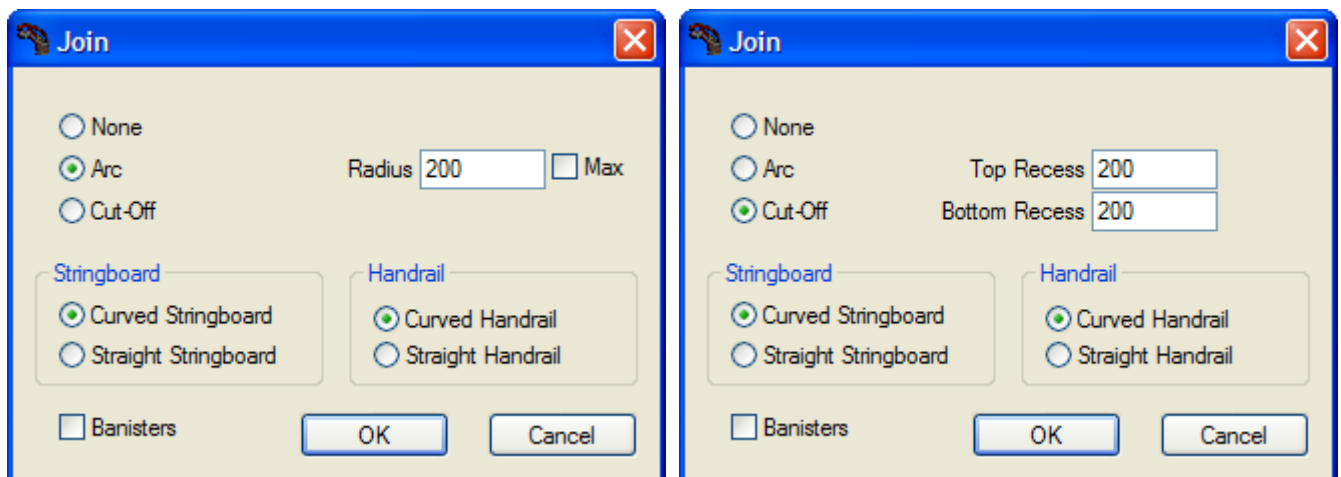 Join
None
Arc
Radius 200 Max
Cut-Off
Stringboard
Curved Stringboard
Straight Stringboard
Handrail
Curved Handrail
Straight Handrail
Banisters
OK
Cancel
Join
None
Arc
Top Recess 200
Cut-Off
Bottom Recess 200
Stringboard
Curved Stringboard
Straight Stringboard
Handrail
Curved Handrail
Straight Handrail
Banisters
OK
Cancel